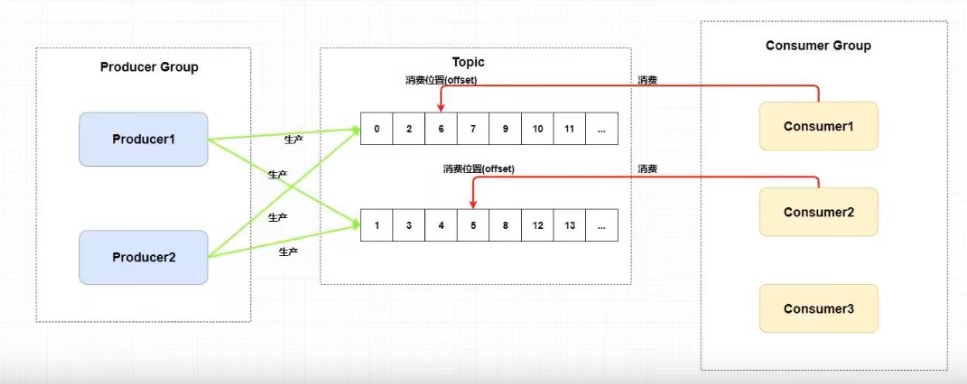 Producer Group
Producer1
Producer2
生产
生产
生产
生产
Topic
消费位置(offset)
0 2 6 7 9 10 11 ...
消费位置(offset)
1 3 4 5 8 12 13 ...
消费
消费
Consumer Group
Consumer1
Consumer2
Consumer3